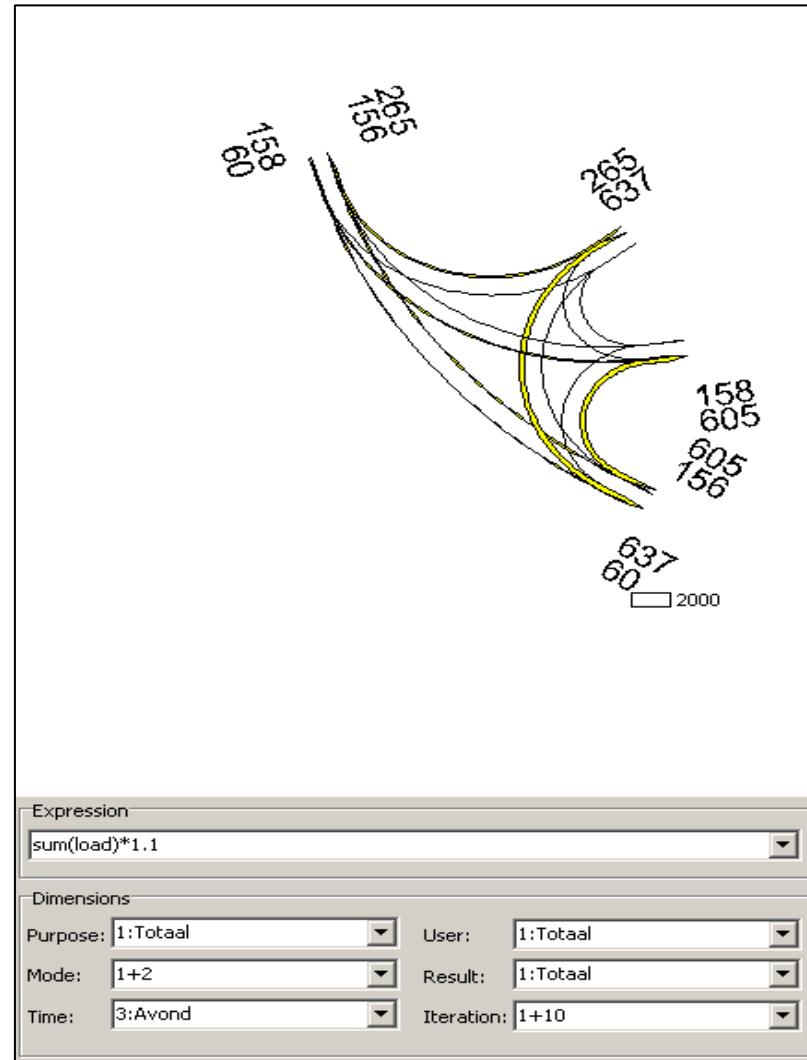 265
156
158
60
265
637
158
605
605
156
637
60
2000
Expression
sum(load)*1.1
Dimensions
Purpose: 1:Totaal
User: 1:Totaal
Mode: 1+2
Result: 1:Totaal
Time: 3:Avond
Iteration: 1+10